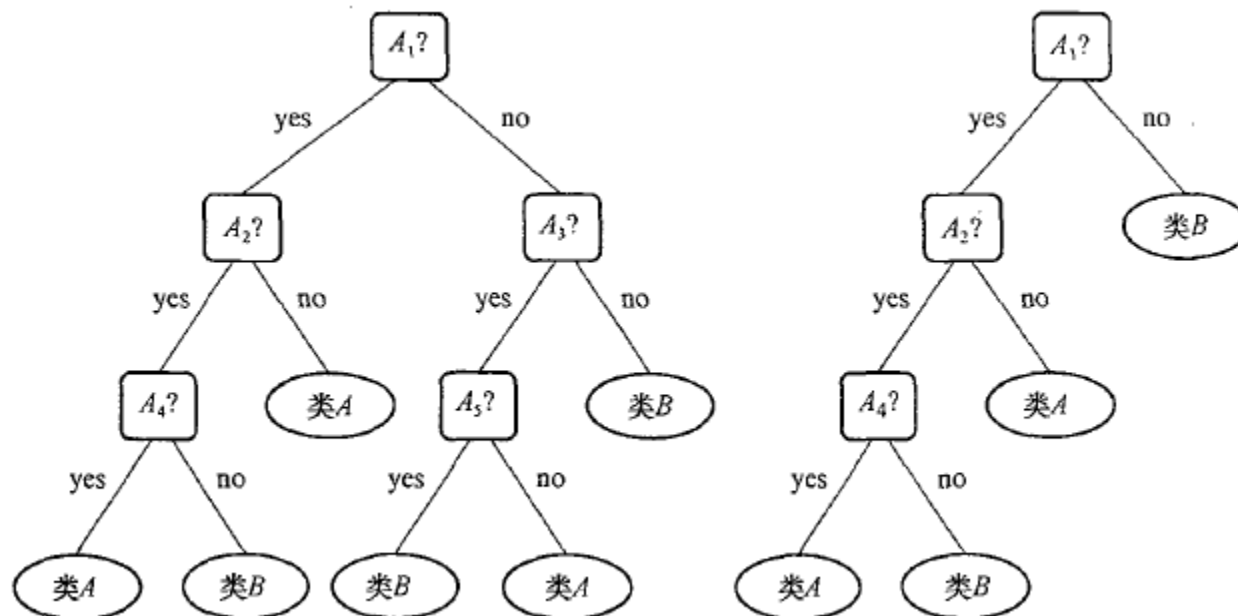 A₁?
A₁?
yes
no
yes
no
A₂?
A₃?
A₂?
类B
yes
no
yes
no
yes
no
A₄?
类A
A₅?
类B
A₄?
类A
yes
no
yes
no
yes
no
类A
类B
类B
类A
类A
类B